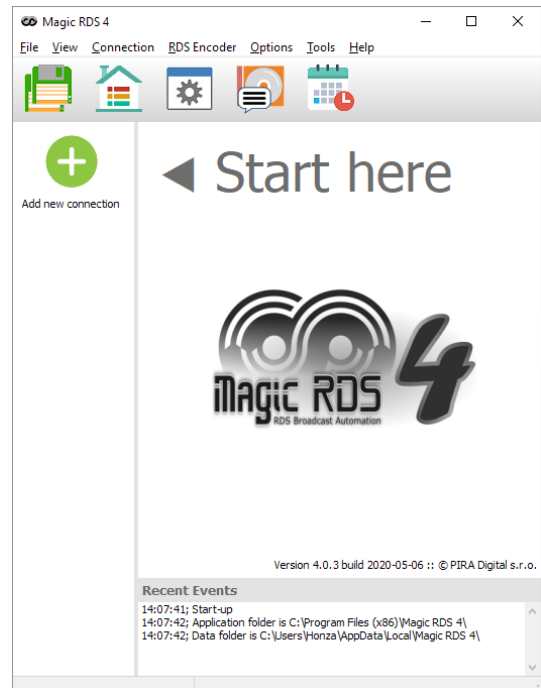 Magic RDS 4
File View Connection RDS Encoder Options Tools Help
Add new connection
Start here
Magic RDS 4
RDS Broadcast Automation
Version 4.0.3 build 2020-05-06 :: © PIRA Digital s.r.o.
Recent Events
14:07:41; Start-up
14:07:42; Application folder is C:\Program Files (x86)\Magic RDS 4\
14:07:42; Data folder is C:\Users\Honza\AppData\Local\Magic RDS 4\